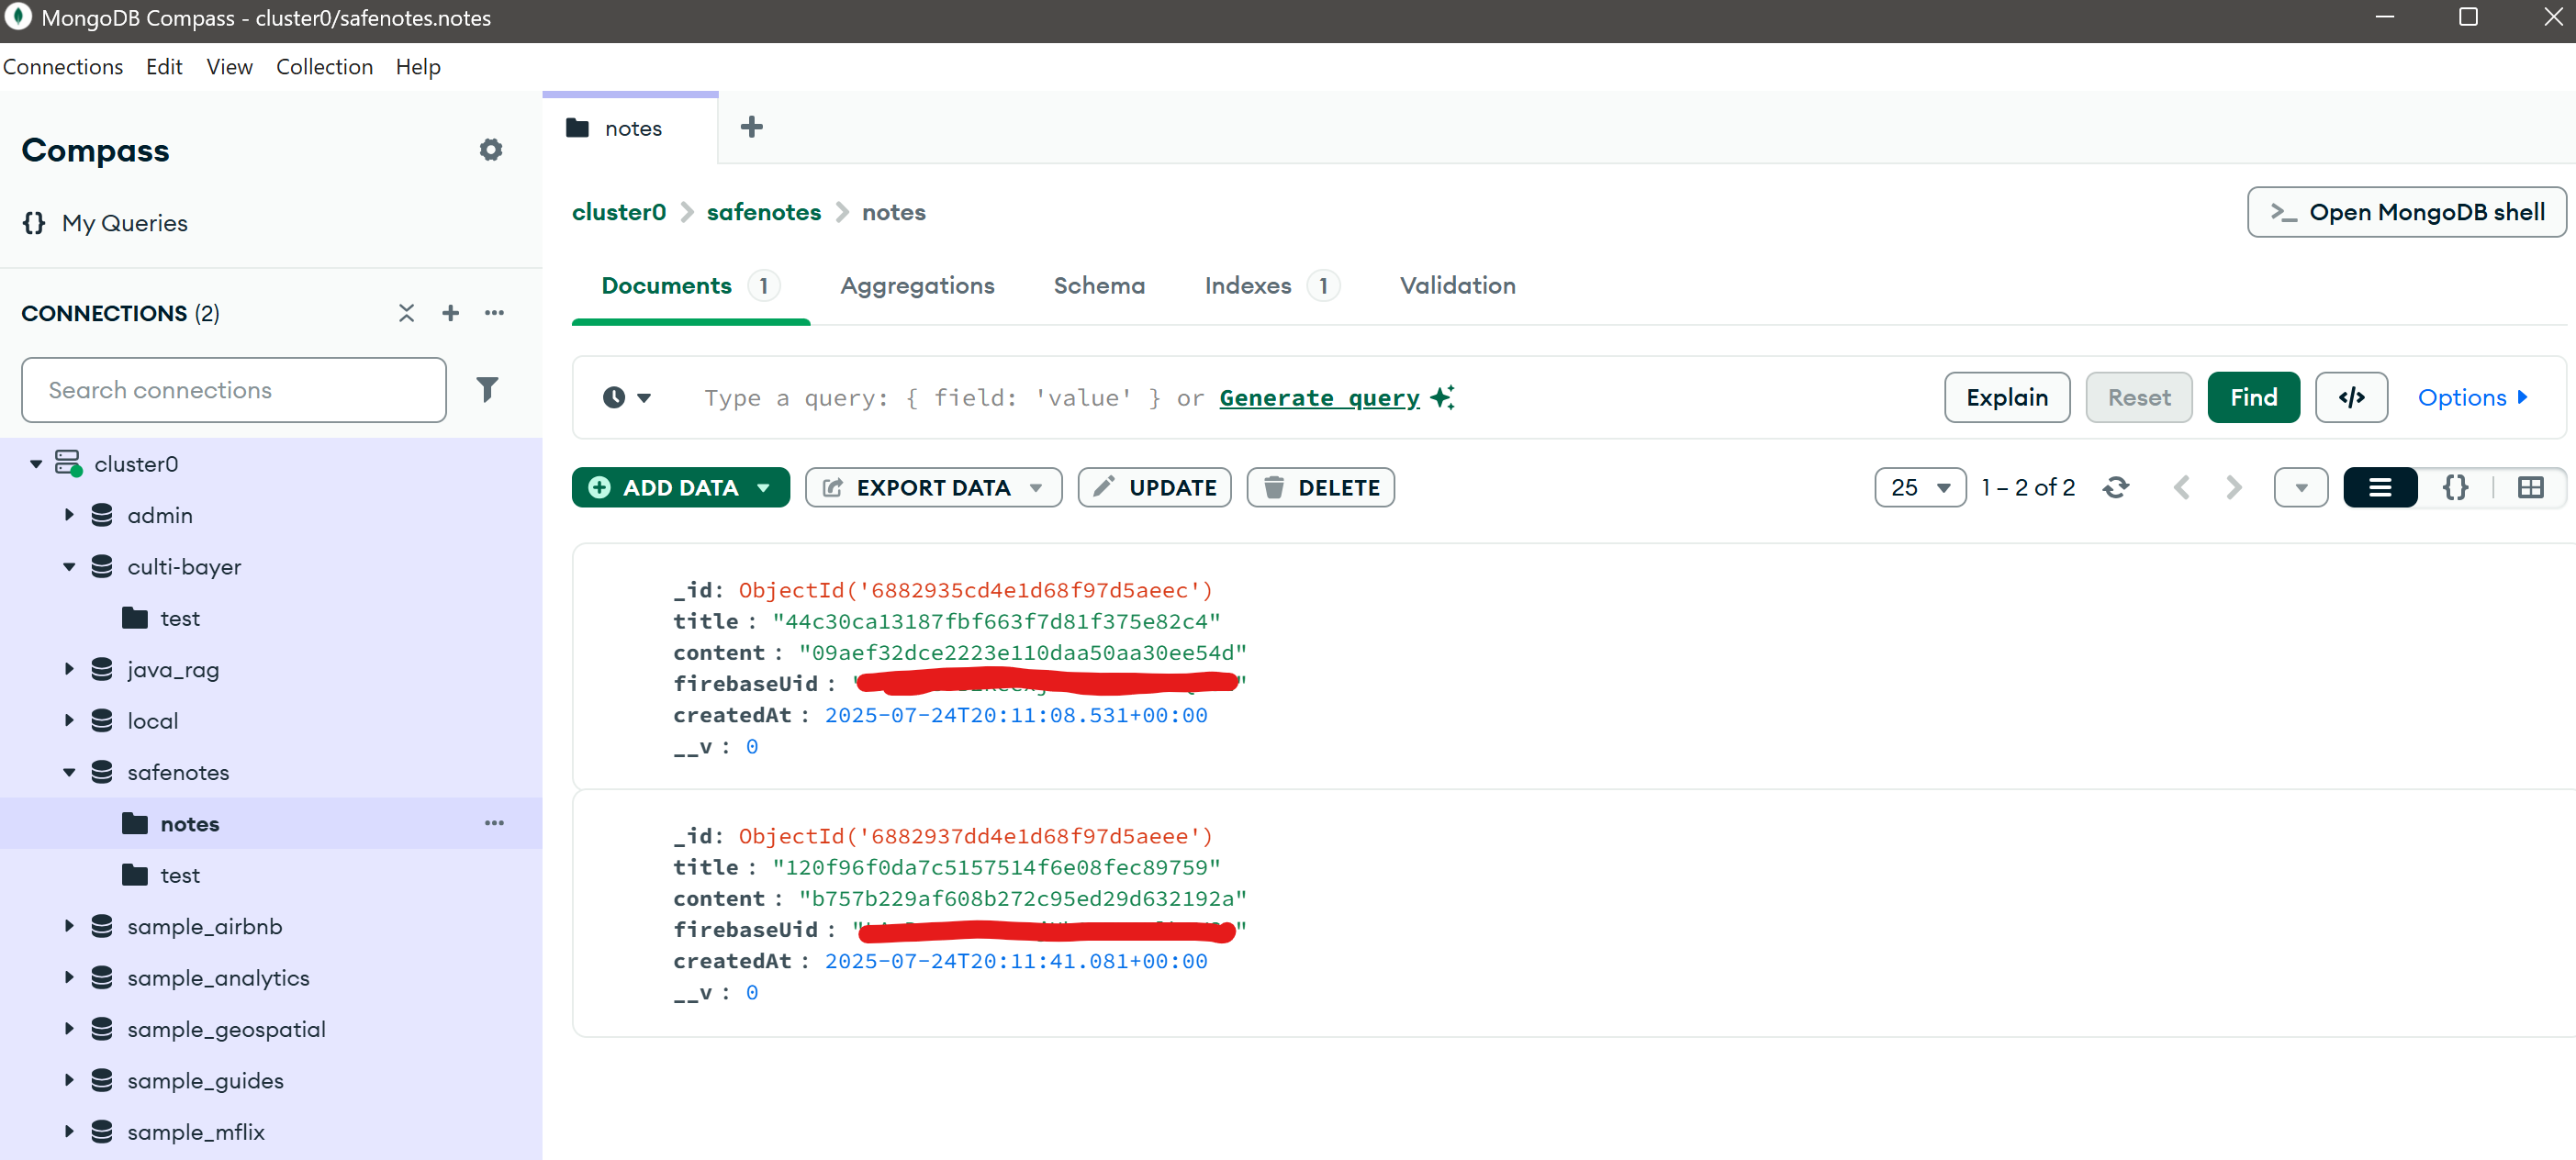 MongoDB Compass - cluster0/safenotes.notes
Connections Edit View Collection Help
Compass
My Queries
CONNECTIONS (2)
Search connections
cluster0
admin
culti-bayer
test
java_rag
local
safenotes
notes
test
sample_airbnb
sample_analytics
sample_geospatial
sample_guides
sample_mflix
notes
cluster0 > safenotes > notes
>_ Open MongoDB shell
Documents 1 Aggregations Schema Indexes 1 Validation
Type a query: { field: 'value' } or Generate query
Explain Reset Find </> Options
ADD DATA EXPORT DATA UPDATE DELETE
25 1 – 2 of 2 {}
_id: ObjectId('6882935cd4e1d68f97d5aeec')
title : "44c30ca13187fbf663f7d81f375e82c4"
content : "09aef32dce2223e110daa50aa30ee54d"
firebaseUid :
createdAt : 2025-07-24T20:11:08.531+00:00
__v : 0
_id: ObjectId('6882937dd4e1d68f97d5aeee')
title : "120f96f0da7c5157514f6e08fec89759"
content : "b757b229af608b272c95ed29d632192a"
firebaseUid :
createdAt : 2025-07-24T20:11:41.081+00:00
__v : 0